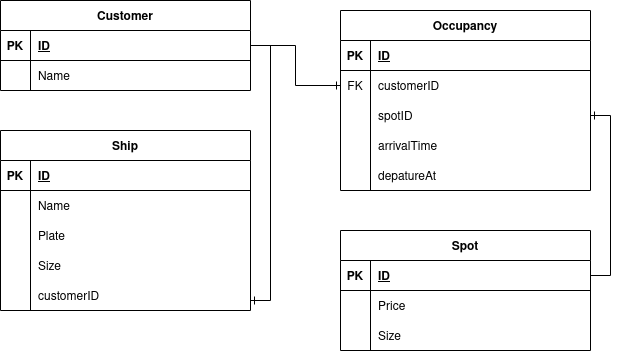 Customer
PK ID
Name
Ship
PK ID
Name
Plate
Size
customerID
Occupancy
PK ID
FK customerID
spotID
arrivalTime
depatureAt
Spot
PK ID
Price
Size